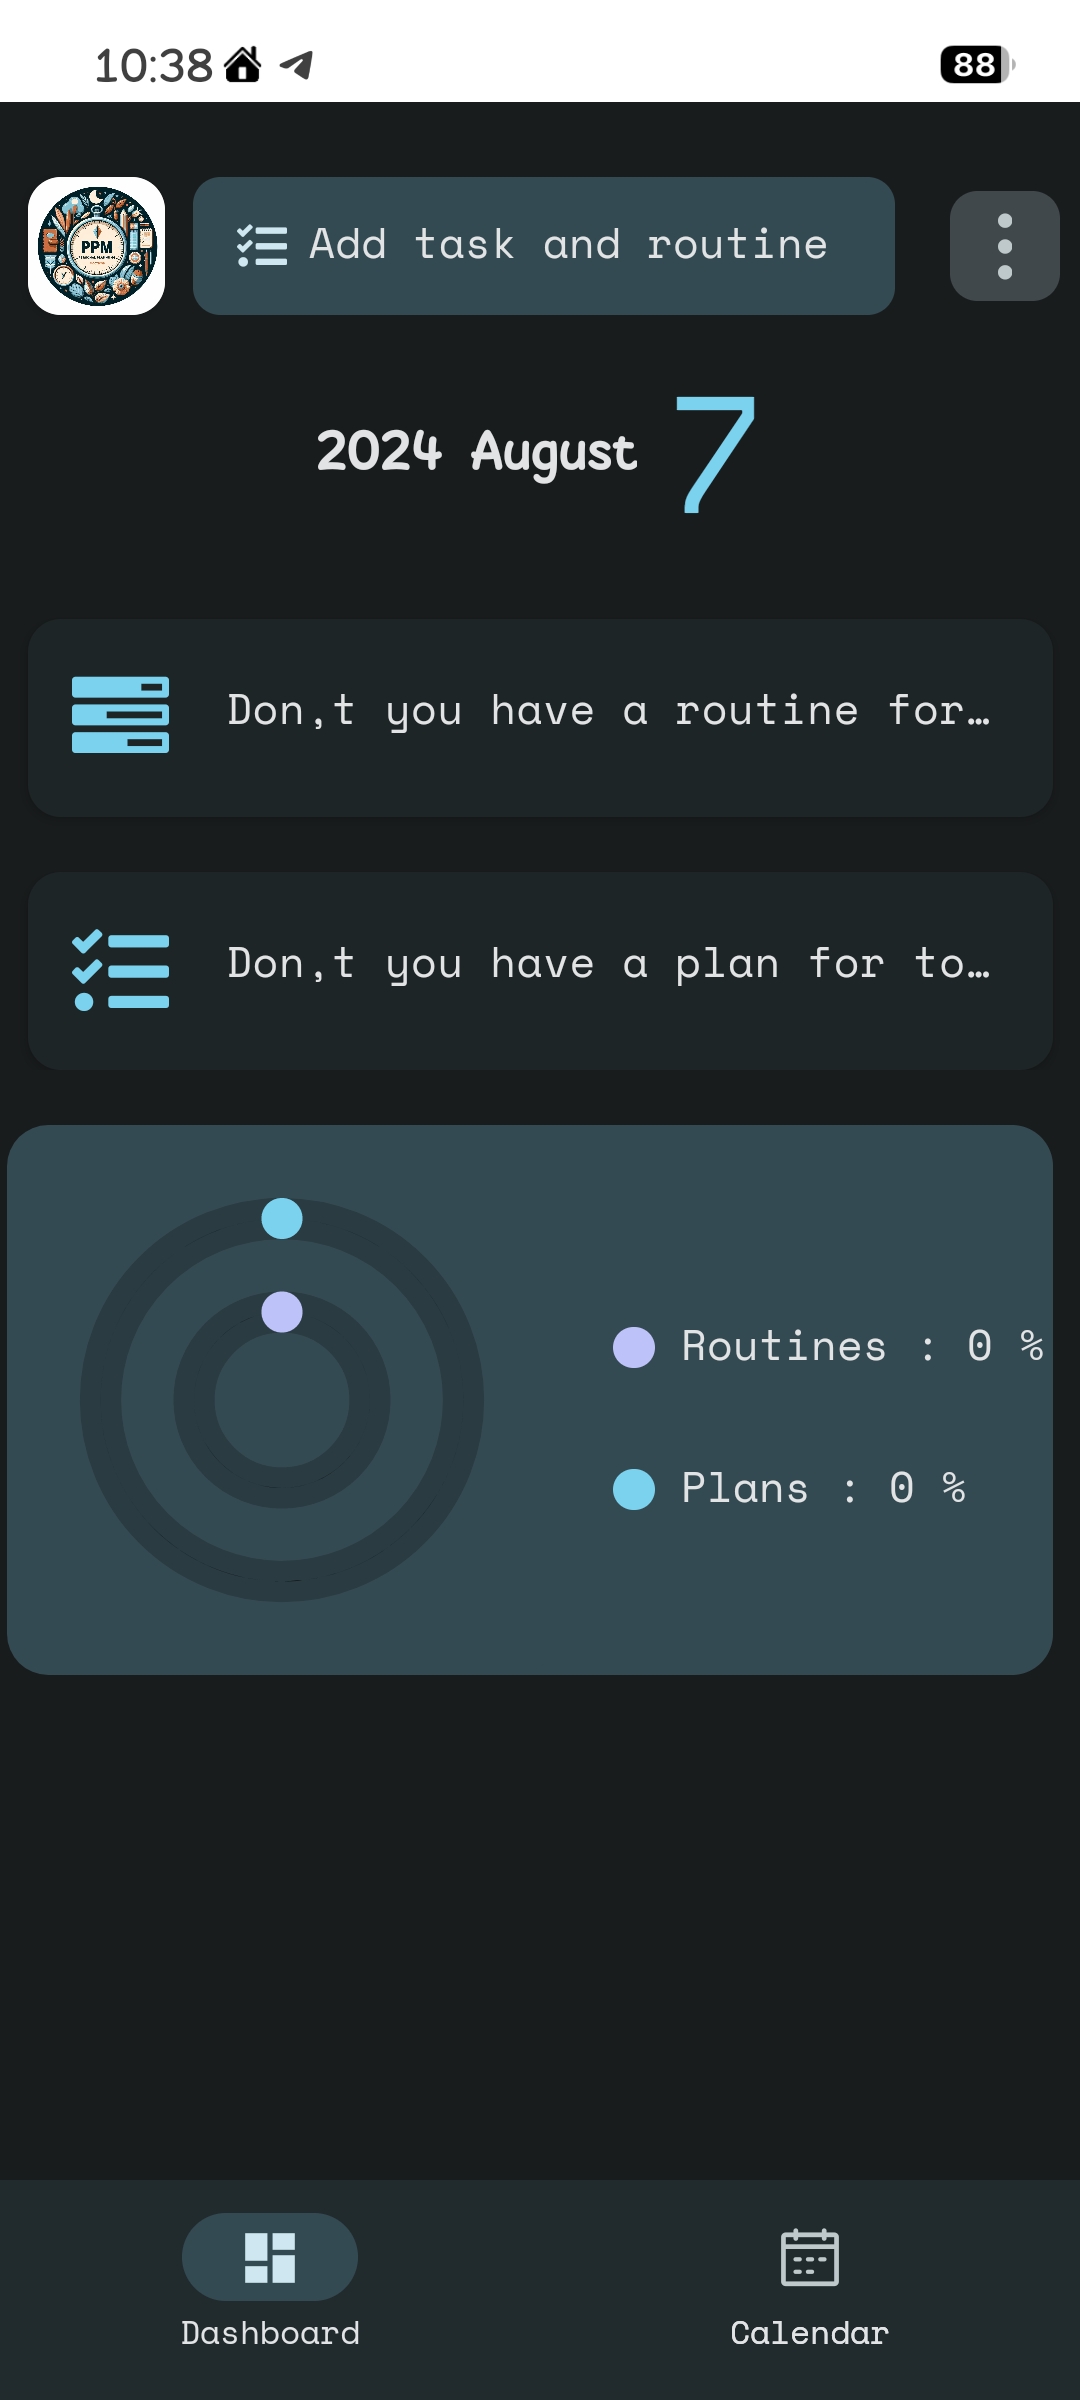 10:38
88
PPM
Add task and routine
2024 August 7
Don,t you have a routine for…
Don,t you have a plan for to…
Routines : 0 %
Plans : 0 %
Dashboard
Calendar